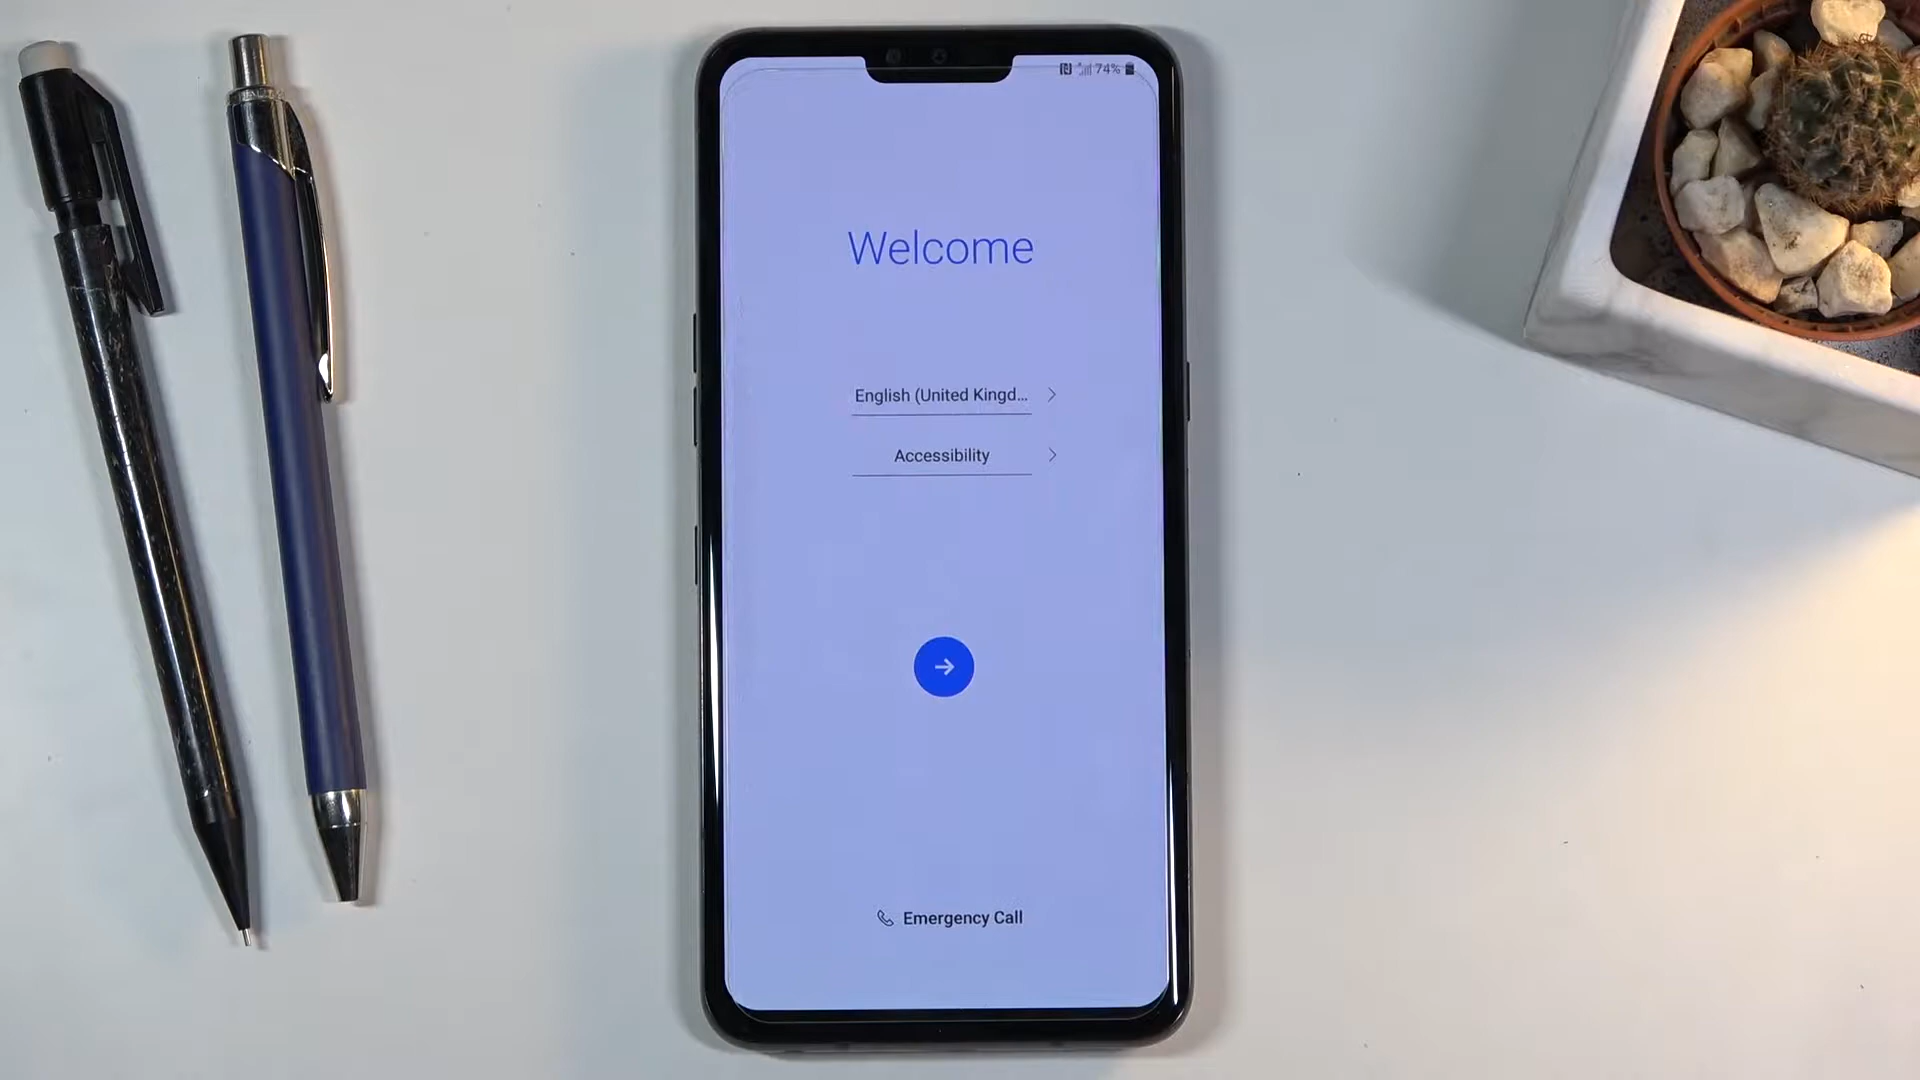 74%
Welcome
English (United Kingd...
Accessibility
Emergency Call